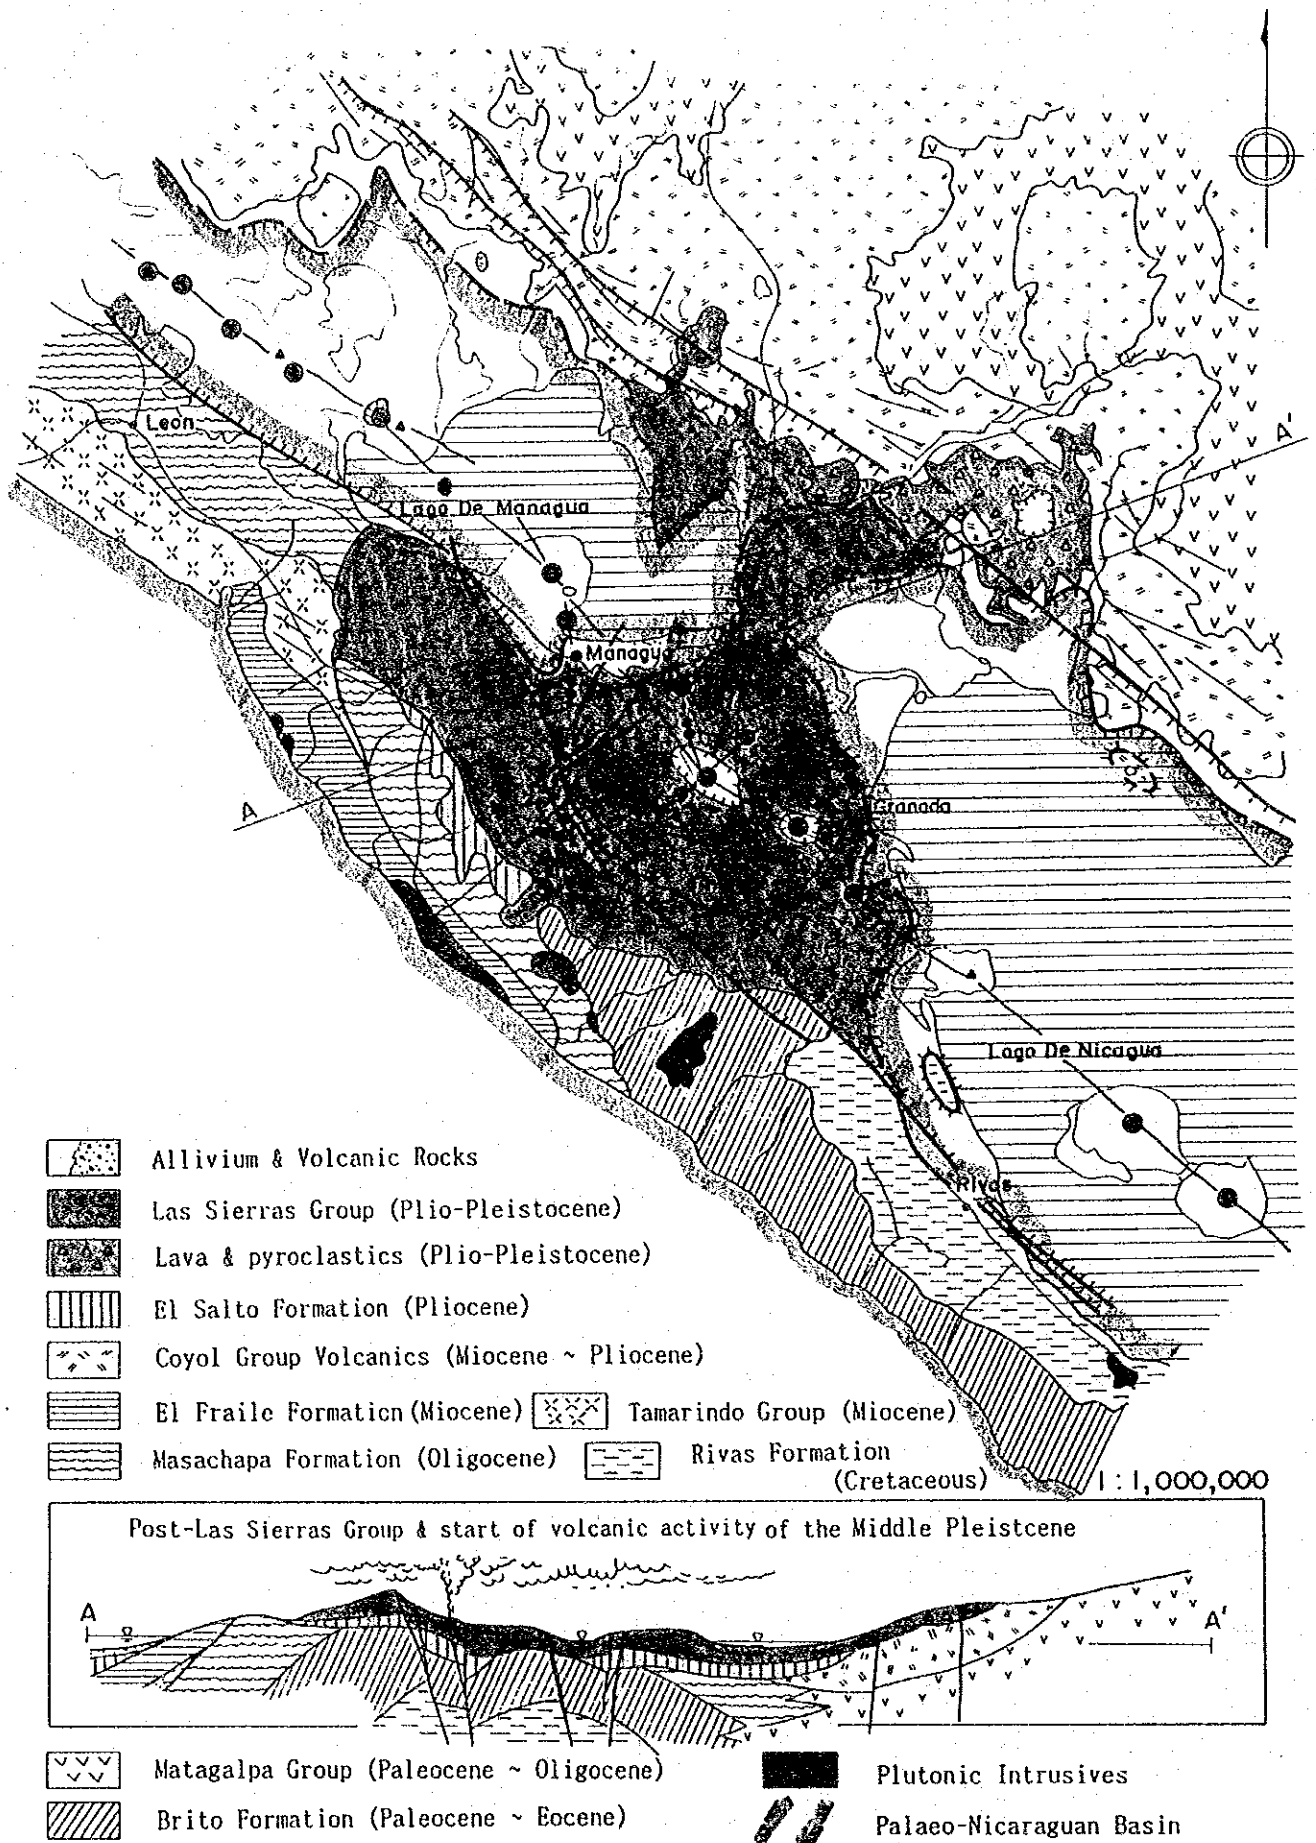 A'
León
Lago De Managua
Managua
A
Granada
Lago De Nicagua
Rivas
Allivium & Volcanic Rocks
Las Sierras Group (Plio-Pleistocene)
Lava & pyroclastics (Plio-Pleistocene)
El Salto Formation (Pliocene)
Coyol Group Volcanics (Miocene ~ Pliocene)
El Fraile Formation (Miocene) Tamarindo Group (Miocene)
Masachapa Formation (Oligocene) Rivas Formation
(Cretaceous)
1:1,000,000
Post-Las Sierras Group & start of volcanic activity of the Middle Pleistcene
A A'
Matagalpa Group (Paleocene ~ Oligocene) Plutonic Intrusives
Brito Formation (Paleocene ~ Eocene) Palaeo-Nicaraguan Basin